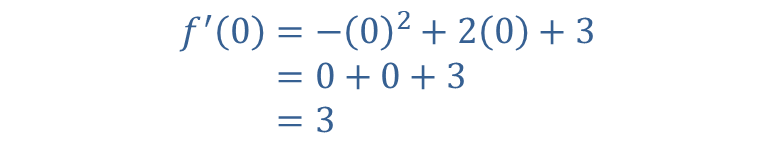 f′(0) = −(0)² + 2(0) + 3
= 0 + 0 + 3
= 3